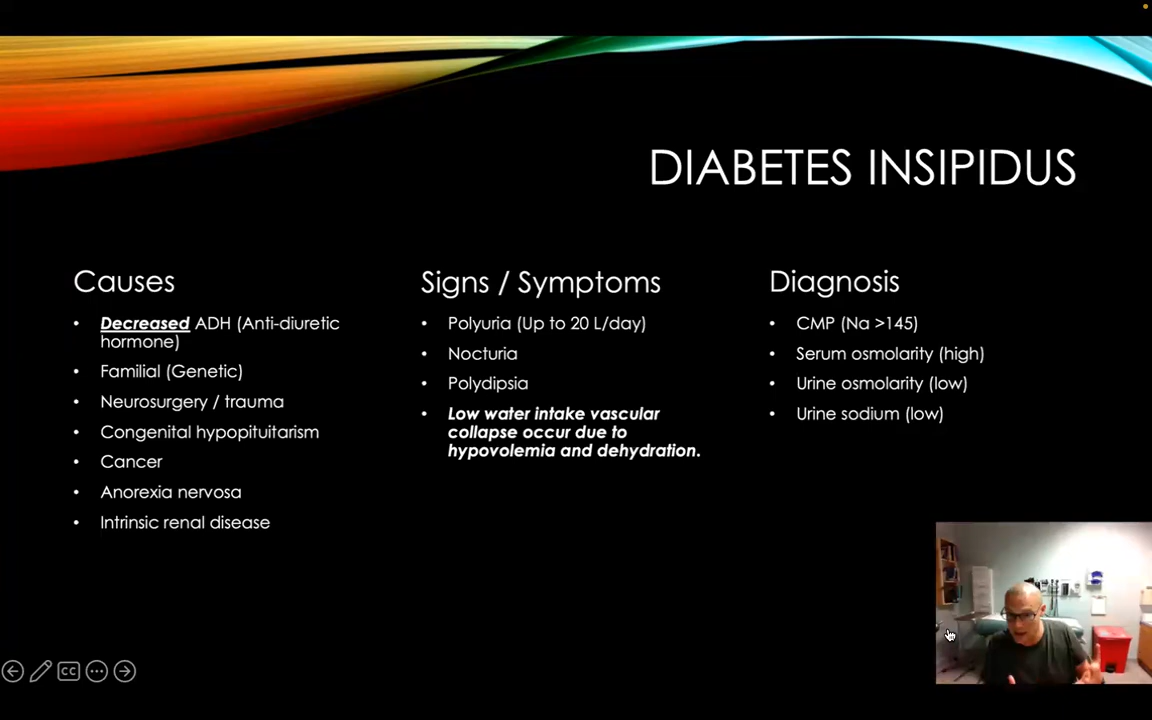 DIABETES INSIPIDUS
Causes
• Decreased ADH (Anti-diuretic
hormone)
• Familial (Genetic)
• Neurosurgery / trauma
• Congenital hypopituitarism
• Cancer
• Anorexia nervosa
• Intrinsic renal disease
Signs / Symptoms
• Polyuria (Up to 20 L/day)
• Nocturia
• Polydipsia
• Low water intake vascular
collapse occur due to
hypovolemia and dehydration.
Diagnosis
• CMP (Na >145)
• Serum osmolarity (high)
• Urine osmolarity (low)
• Urine sodium (low)
CC